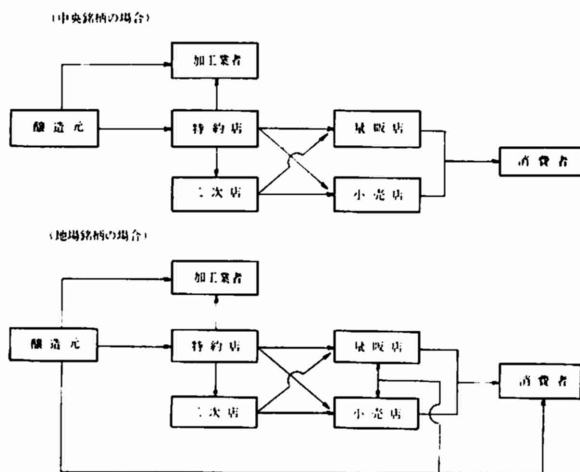 (中央銘柄の場合)
加工業者
醸造元
特約店
量販店
二次店
小売店
消費者
(地場銘柄の場合)
加工業者
醸造元
特約店
量販店
消費者
二次店
小売店